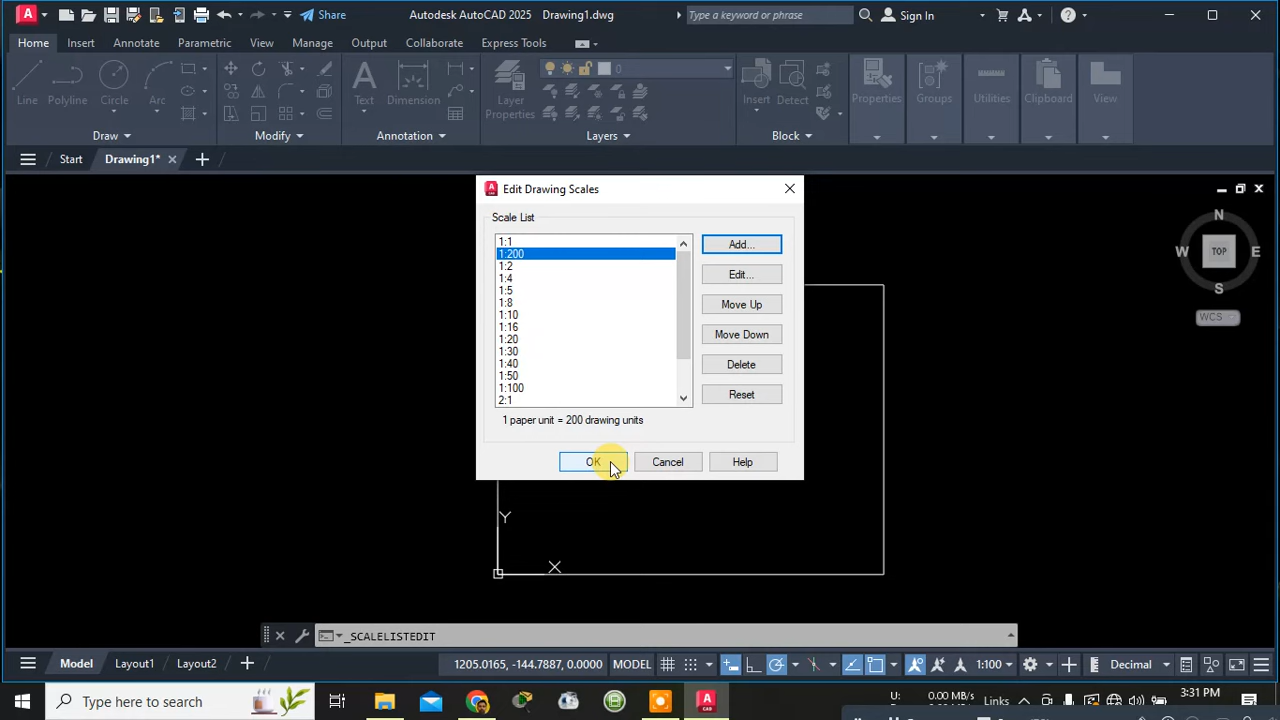 A Share Autodesk AutoCAD 2025 Drawing1.dwg Type a keyword or phrase Sign In
Home Insert Annotate Parametric View Manage Output Collaborate Express Tools
0
Line Polyline Circle Arc Text Dimension Layer Properties Insert Detect Properties Groups Utilities Clipboard View
Draw Modify Annotation Layers Block
Start Drawing1* +
A CAD Edit Drawing Scales
Scale List
1:1
1:200
1:2
1:4
1:5
1:8
1:10
1:16
1:20
1:30
1:40
1:50
1:100
2:1
Add...
Edit...
Move Up
Move Down
Delete
Reset
1 paper unit = 200 drawing units
OK Cancel Help
N
W TOP E
S
WCS
Y
X
_SCALELISTEDIT
Model Layout1 Layout2 + 1205.0165, -144.7887, 0.0000 MODEL 1:100 Decimal
Type here to search A CAD U: 0.00 MB/s Links 3:31 PM